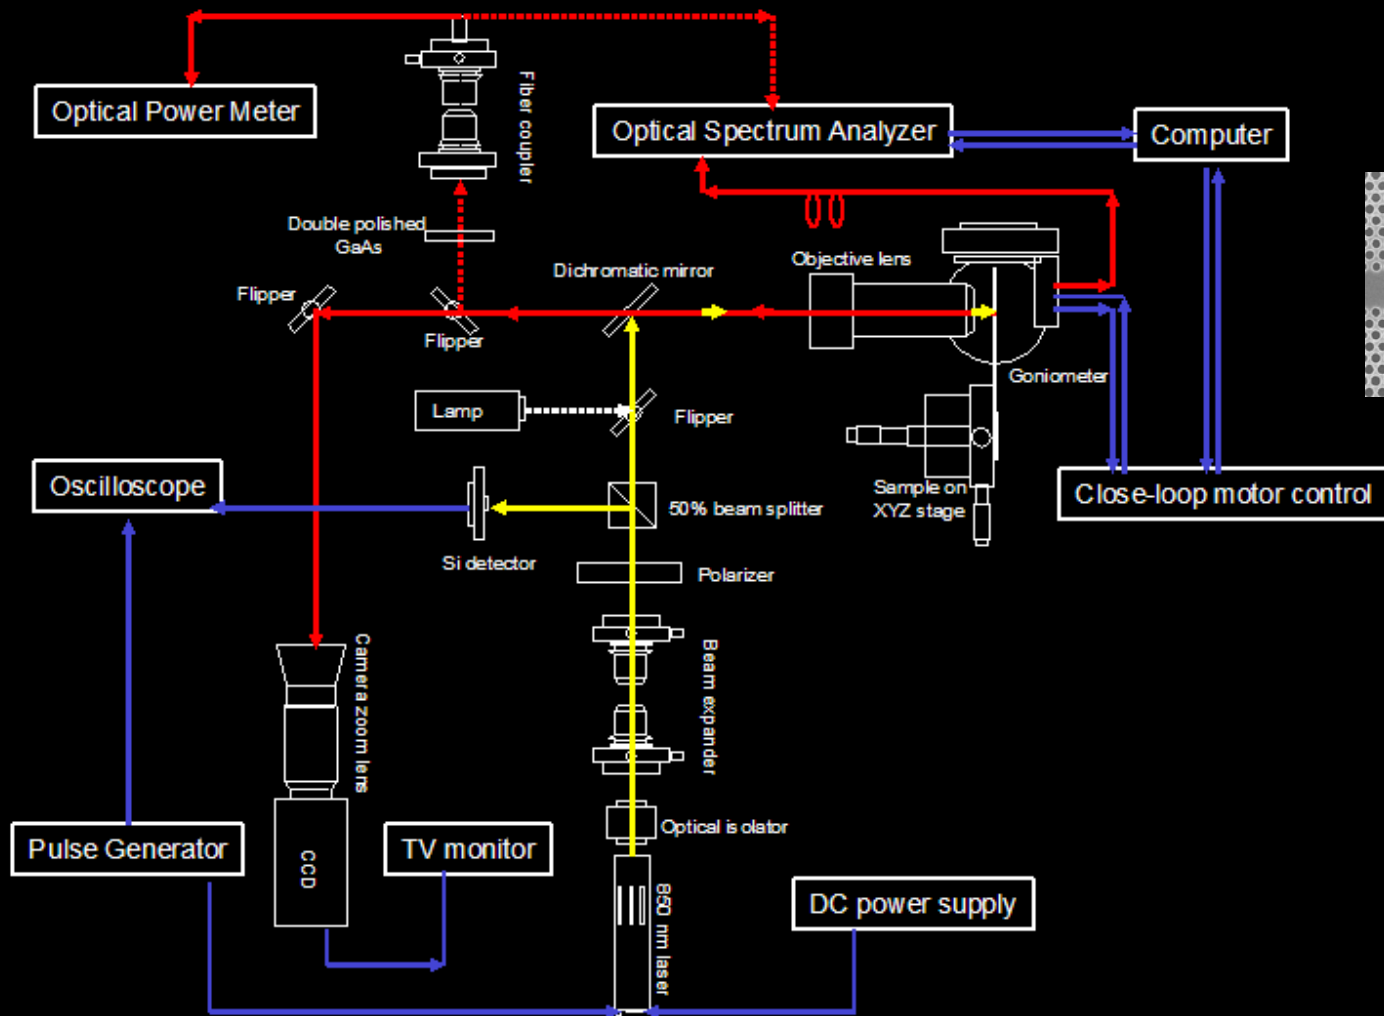 Optical Power Meter
Fiber coupler
Optical Spectrum Analyzer
Computer
Double polished
GaAs
Dichromatic mirror
Objective lens
Flipper
Flipper
Goniometer
Lamp
Flipper
Oscilloscope
50% beam splitter
Sample on
XYZ stage
Close-loop motor control
Si detector
Polarizer
Camera zoom lens
Beam expander
Optical isolator
Pulse Generator
CCD
TV monitor
850 nm laser
DC power supply